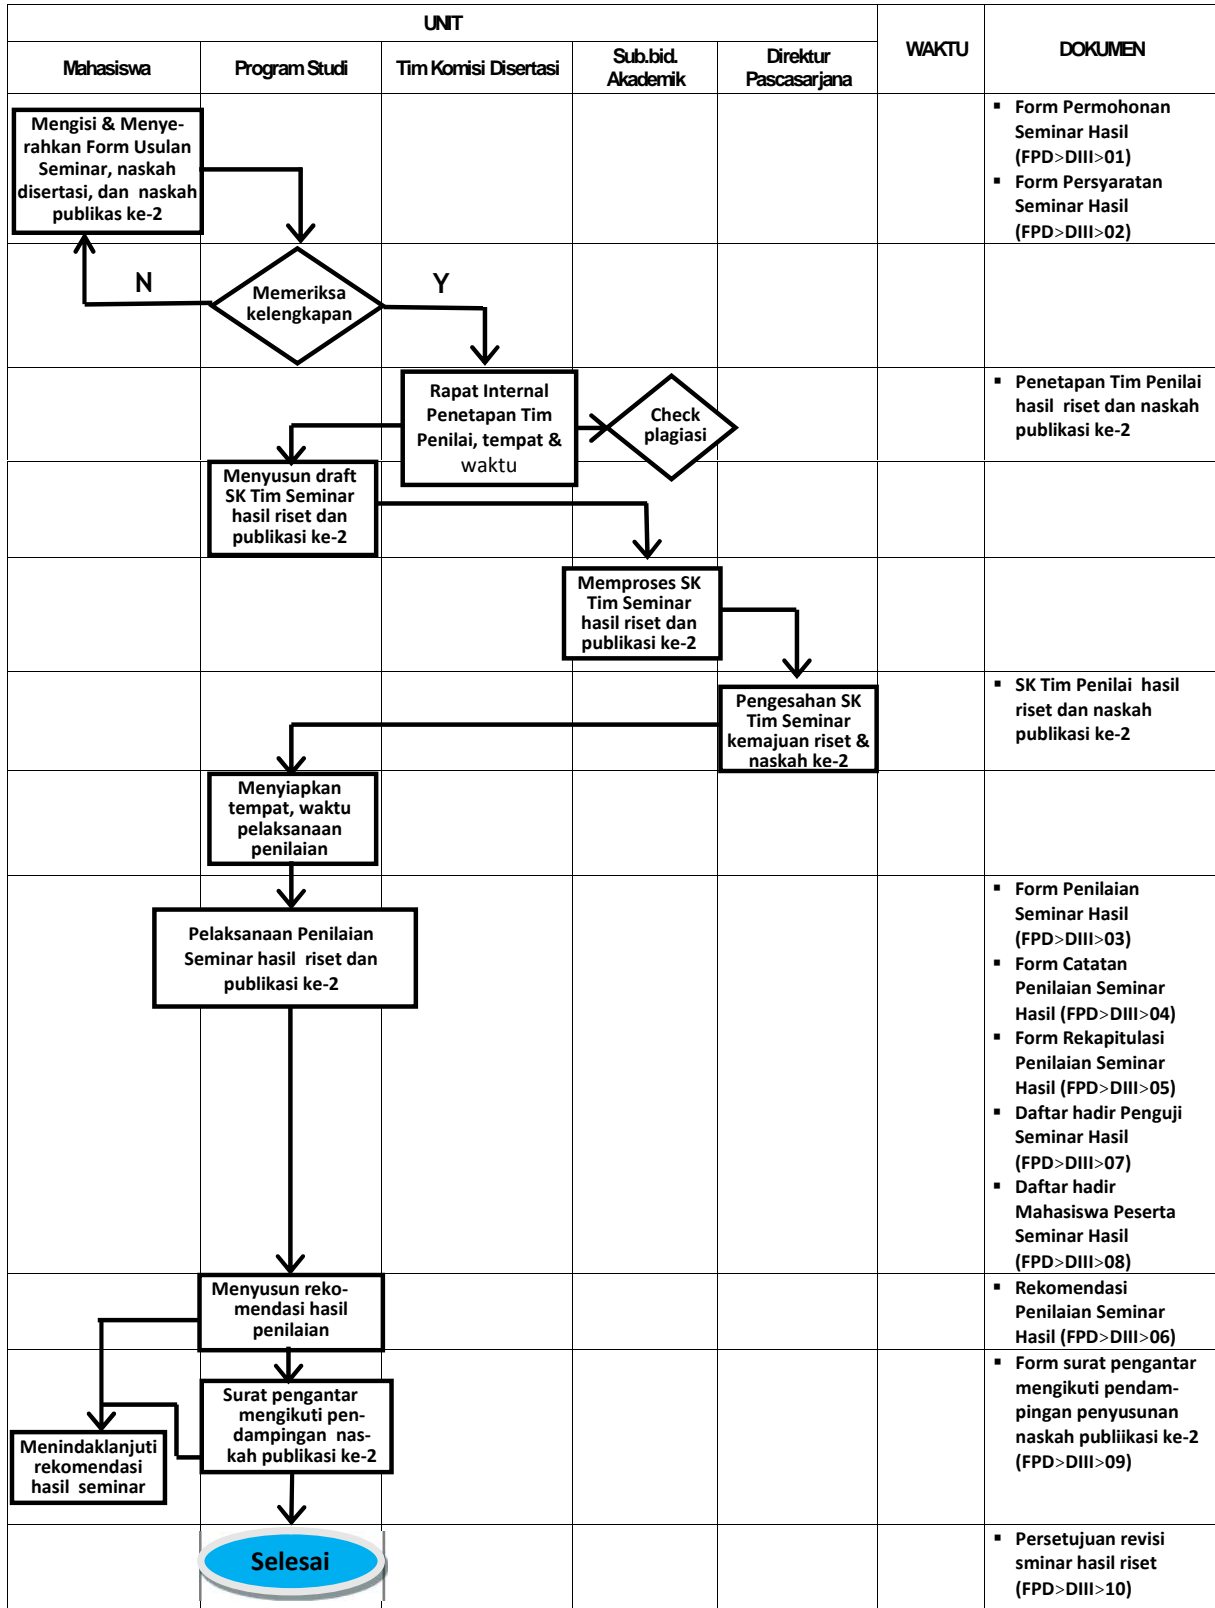 UNIT
WAKTU
DOKUMEN
Mahasiswa
Program Studi
Tim Komisi Disertasi
Sub.bid.
Akademik
Direktur
Pascasarjana
Mengisi & Menye-
rahkan Form Usulan
Seminar, naskah
disertasi, dan naskah
publikas ke-2
▪ Form Permohonan
Seminar Hasil
(FPD>DIII>01)
▪ Form Persyaratan
Seminar Hasil
(FPD>DIII>02)
N
Memeriksa
kelengkapan
Y
Rapat Internal
Penetapan Tim
Penilai, tempat &
waktu
Check
plagiasi
▪ Penetapan Tim Penilai
hasil riset dan naskah
publikasi ke-2
Menyusun draft
SK Tim Seminar
hasil riset dan
publikasi ke-2
Memproses SK
Tim Seminar
hasil riset dan
publikasi ke-2
Pengesahan SK
Tim Seminar
kemajuan riset &
naskah ke-2
▪ SK Tim Penilai hasil
riset dan naskah
publikasi ke-2
Menyiapkan
tempat, waktu
pelaksanaan
penilaian
Pelaksanaan Penilaian
Seminar hasil riset dan
publikasi ke-2
▪ Form Penilaian
Seminar Hasil
(FPD>DIII>03)
▪ Form Catatan
Penilaian Seminar
Hasil (FPD>DIII>04)
▪ Form Rekapitulasi
Penilaian Seminar
Hasil (FPD>DIII>05)
▪ Daftar hadir Penguji
Seminar Hasil
(FPD>DIII>07)
▪ Daftar hadir
Mahasiswa Peserta
Seminar Hasil
(FPD>DIII>08)
Menyusun reko-
mendasi hasil
penilaian
▪ Rekomendasi
Penilaian Seminar
Hasil (FPD>DIII>06)
Surat pengantar
mengikuti pen-
dampingan nas-
kah publikasi ke-2
Menindaklanjuti
rekomendasi
hasil seminar
▪ Form surat pengantar
mengikuti pendam-
pingan penyusunan
naskah publiikasi ke-2
(FPD>DIII>09)
Selesai
▪ Persetujuan revisi
sminar hasil riset
(FPD>DIII>10)